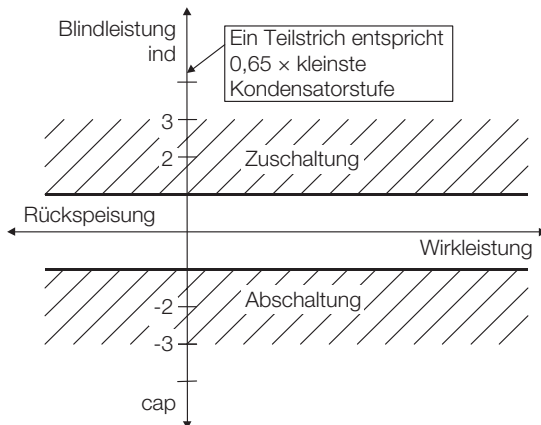 Blindleistung
ind
Ein Teilstrich entspricht
0,65 × kleinste
Kondensatorstufe
3
2
Zuschaltung
Rückspeisung
Wirkleistung
Abschaltung
-2
-3
cap